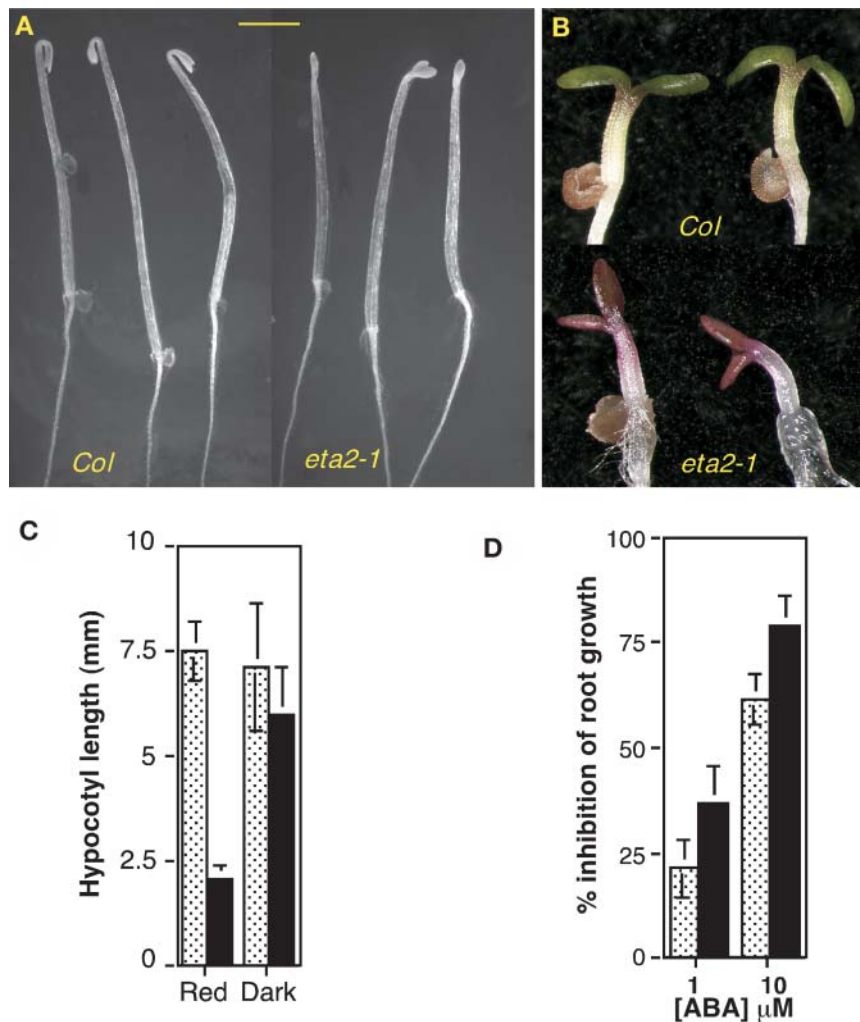 A
B
Col
eta2-1
Col
eta2-1
C
Hypocotyl length (mm)
10
7.5
5
2.5
0
Red Dark
D
% inhibition of root growth
100
75
50
25
0
1 10
[ABA] μM